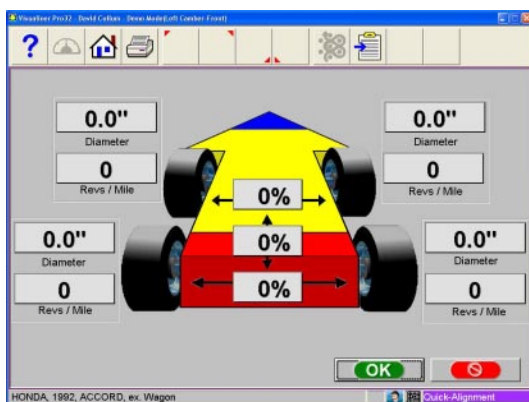 Visualiner Pro32 - David Cullum - Demo Mode(Left Camber-Front)
?
0.0"
Diameter
0
Revs / Mile
0.0"
Diameter
0
Revs / Mile
0%
0%
0%
0.0"
Diameter
0
Revs / Mile
0.0"
Diameter
0
Revs / Mile
OK
HONDA, 1992, ACCORD, ex. Wagon
Quick-Alignment